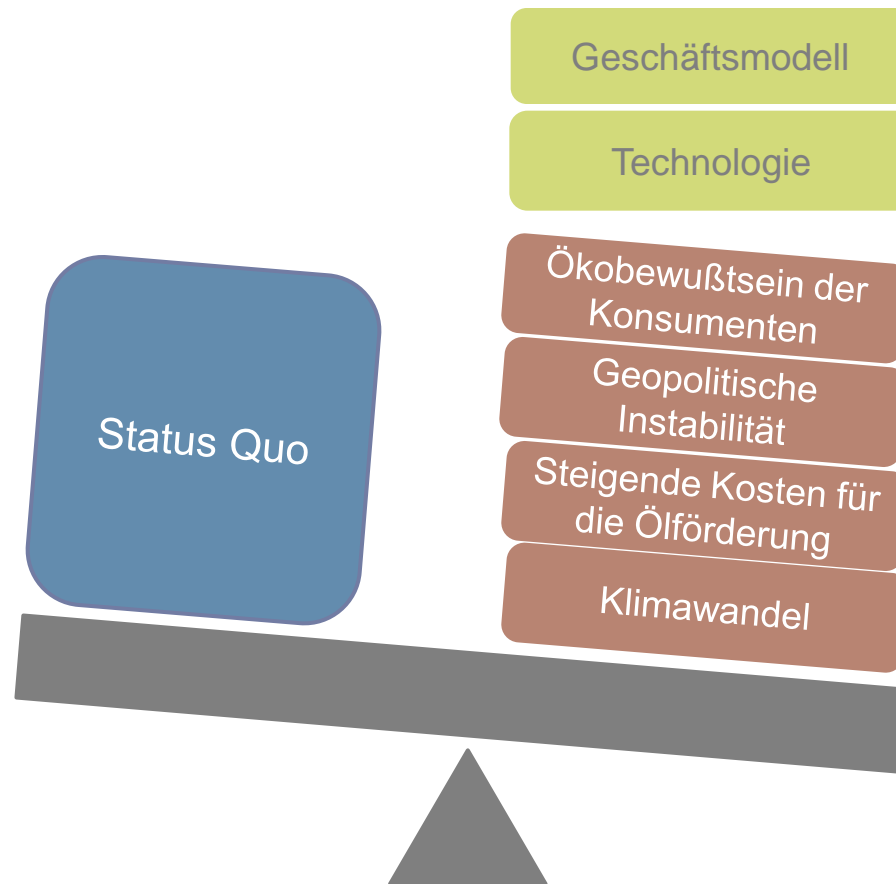 Geschäftsmodell
Technologie
Ökobewußtsein der
Konsumenten
Geopolitische
Instabilität
Steigende Kosten für
die Ölförderung
Klimawandel
Status Quo